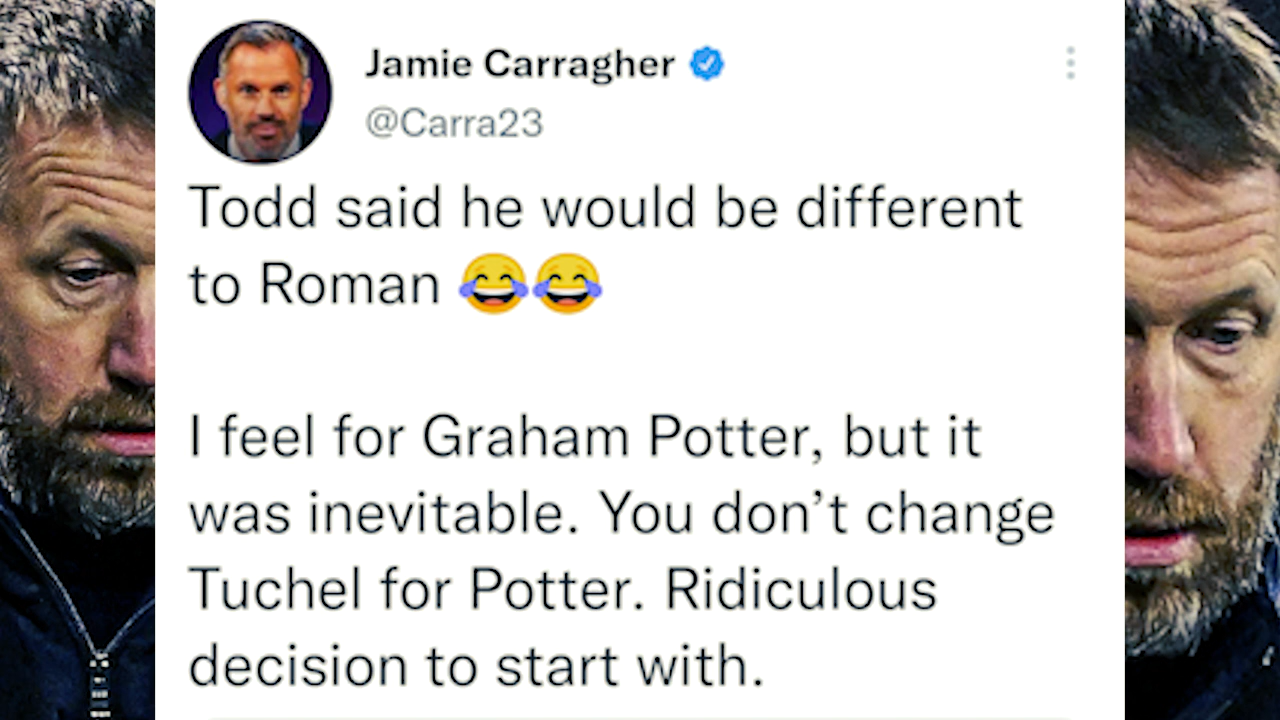 Jamie Carragher
@Carra23
Todd said he would be different
to Roman 😂😂
I feel for Graham Potter, but it
was inevitable. You don’t change
Tuchel for Potter. Ridiculous
decision to start with.